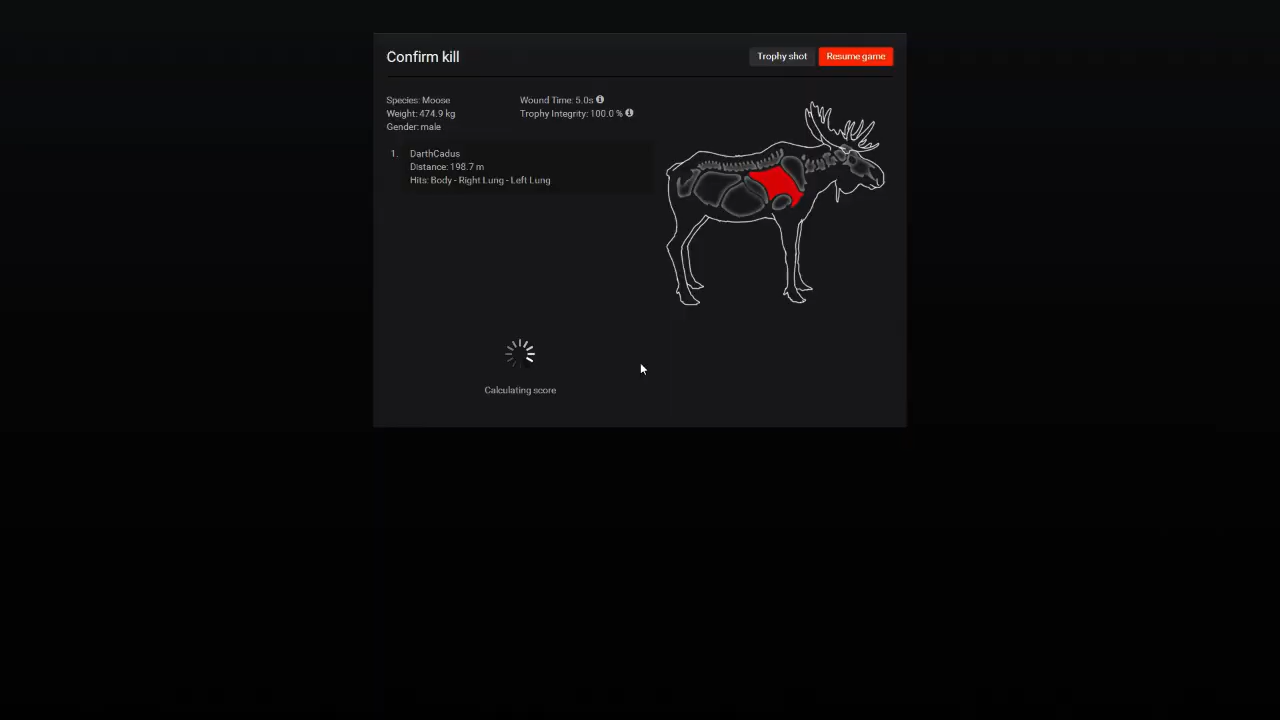 Confirm kill
Trophy shot
Resume game
Species: Moose
Weight: 474.9 kg
Gender: male
Wound Time: 5.0s
Trophy Integrity: 100.0 %
1.
DarthCadus
Distance: 198.7 m
Hits: Body - Right Lung - Left Lung
Calculating score